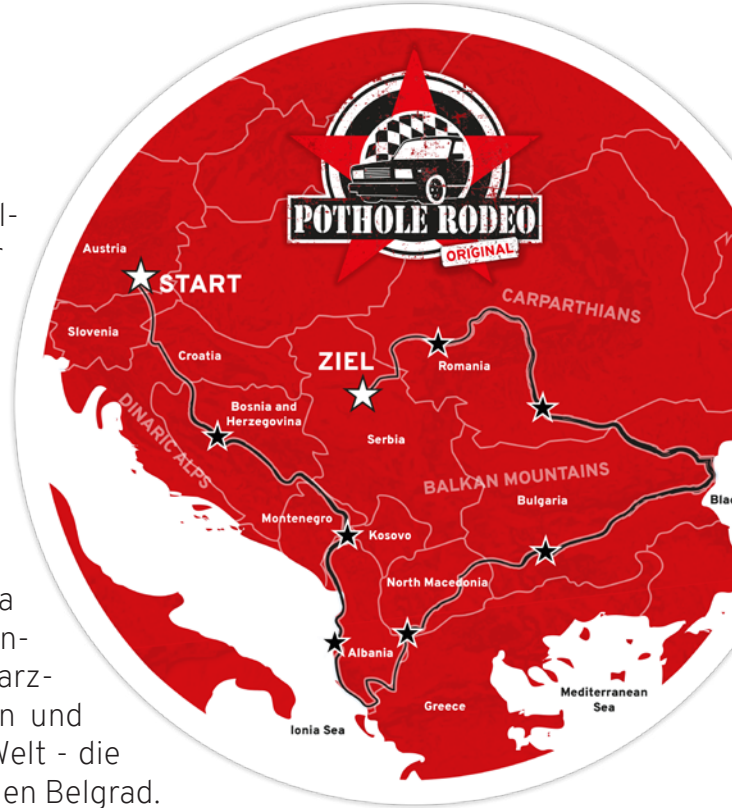 POTHOLE RODEO
ORIGINAL
Austria
START
CARPARTHIANS
Slovenia
Croatia
ZIEL
Romania
DINARIC ALPS
Bosnia and
Herzegovina
Serbia
BALKAN MOUNTAINS
Bulgaria
Montenegro
Kosovo
North Macedonia
Albania
Greece
Mediterranean
Sea
Ionia Sea
en Belgrad.
n und
Welt - die